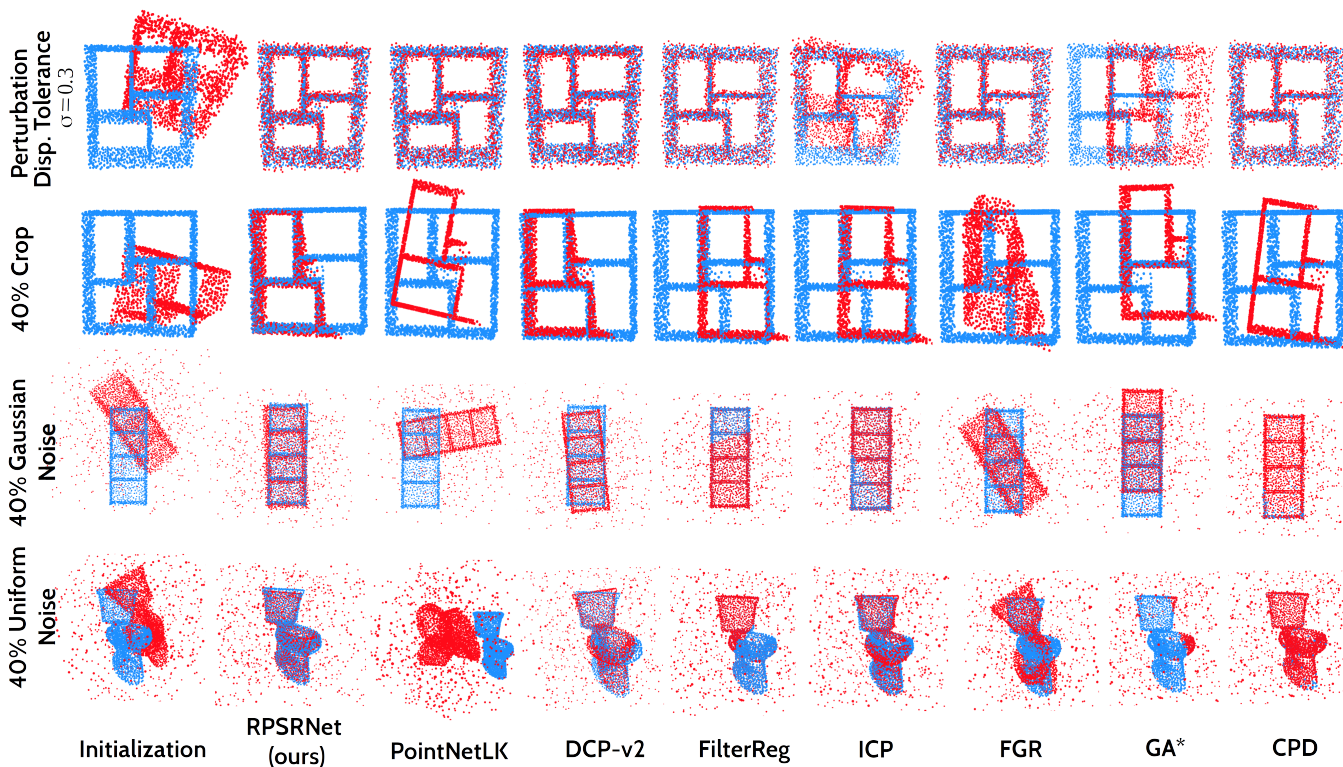 Perturbation
Disp. Tolerance
σ=0.3
40% Crop
40% Gaussian
Noise
40% Uniform
Noise
Initialization
RPSRNet
(ours)
PointNetLK
DCP-v2
FilterReg
ICP
FGR
GA*
CPD